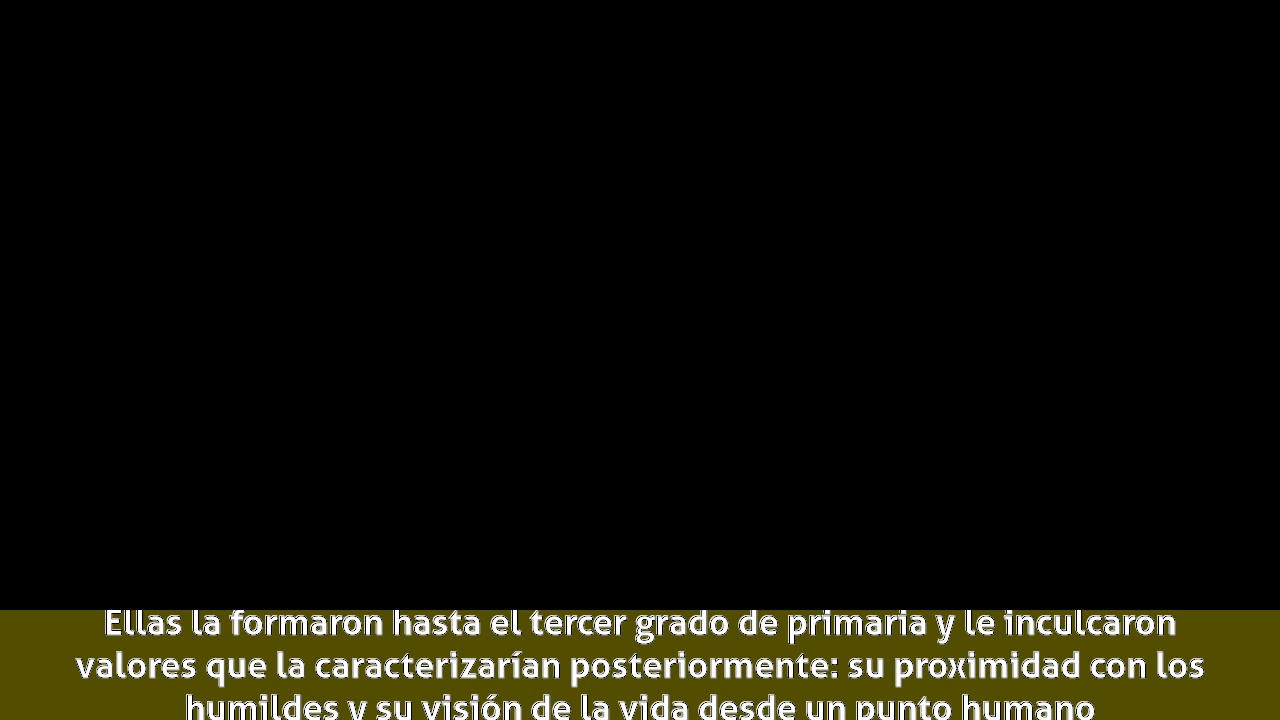 Ellas la formaron hasta el tercer grado de primaria y le inculcaron
valores que la caracterizarían posteriormente: su proximidad con los
humildes y su visión de la vida desde un punto humano